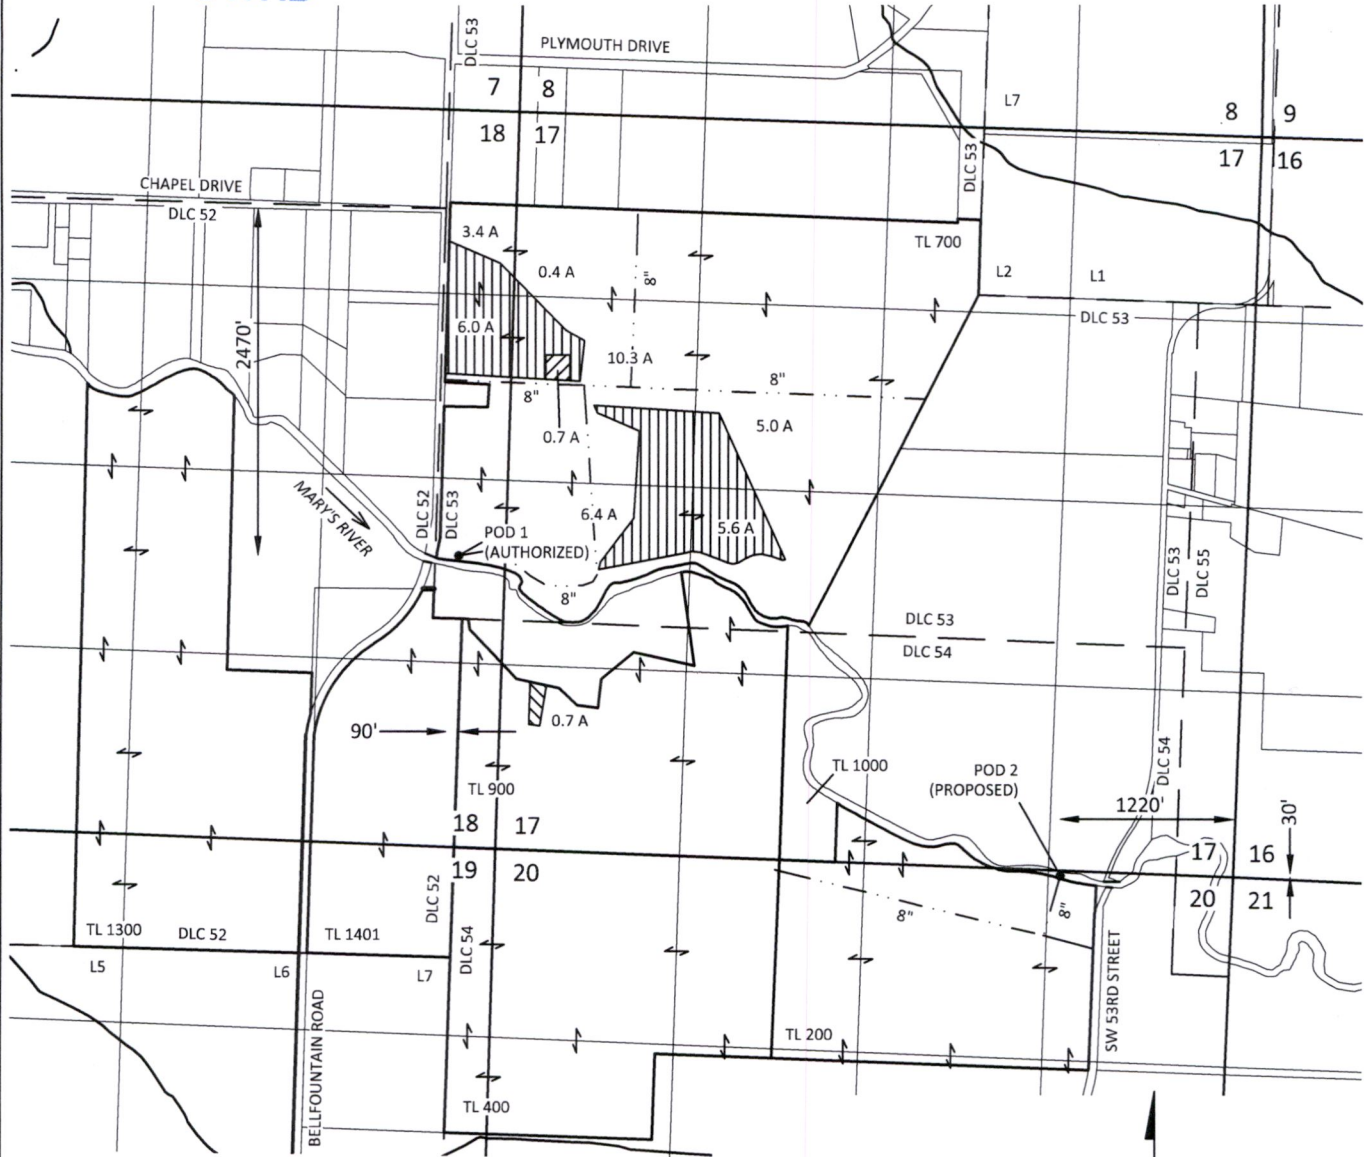 DLC 53
PLYMOUTH DRIVE
7
8
18
17
L7
8
9
17
16
DLC 53
CHAPEL DRIVE
DLC 52
3.4 A
TL 700
0.4 A
8"
L2
L1
DLC 53
2470'
6.0 A
10.3 A
8"
8"
0.7 A
5.0 A
MARY'S RIVER
DLC 52
DLC 53
6.4 A
5.6 A
POD 1
(AUTHORIZED)
8"
DLC 53
DLC 55
DLC 53
DLC 54
0.7 A
90'
TL 900
TL 1000
POD 2
(PROPOSED)
DLC 54
1220'
30'
18
17
19
20
17
16
20
21
DLC 52
DLC 54
8"
8"
TL 1300
DLC 52
TL 1401
L5
L6
L7
BELLFOUNTAIN ROAD
SW 53RD STREET
TL 200
TL 400